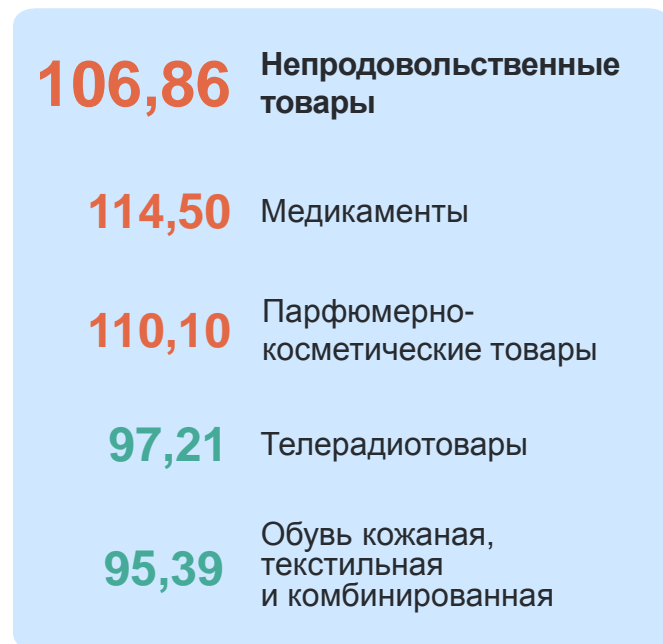 106,86 Непродовольственные
товары
114,50 Медикаменты
110,10 Парфюмерно-
косметические товары
97,21 Телерадиотовары
95,39 Обувь кожаная,
текстильная
и комбинированная